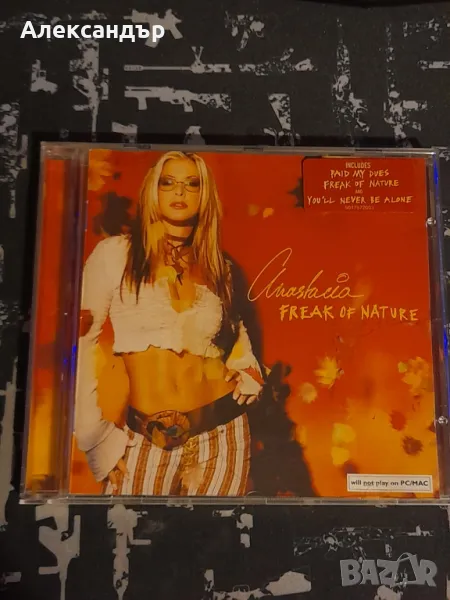 Александър
INCLUDES
PAID MY DUES
FREAK OF NATURE
AND
YOU'LL NEVER BE ALONE
Anastacia
FREAK OF NATURE
will not play on PC/MAC
BAZAR